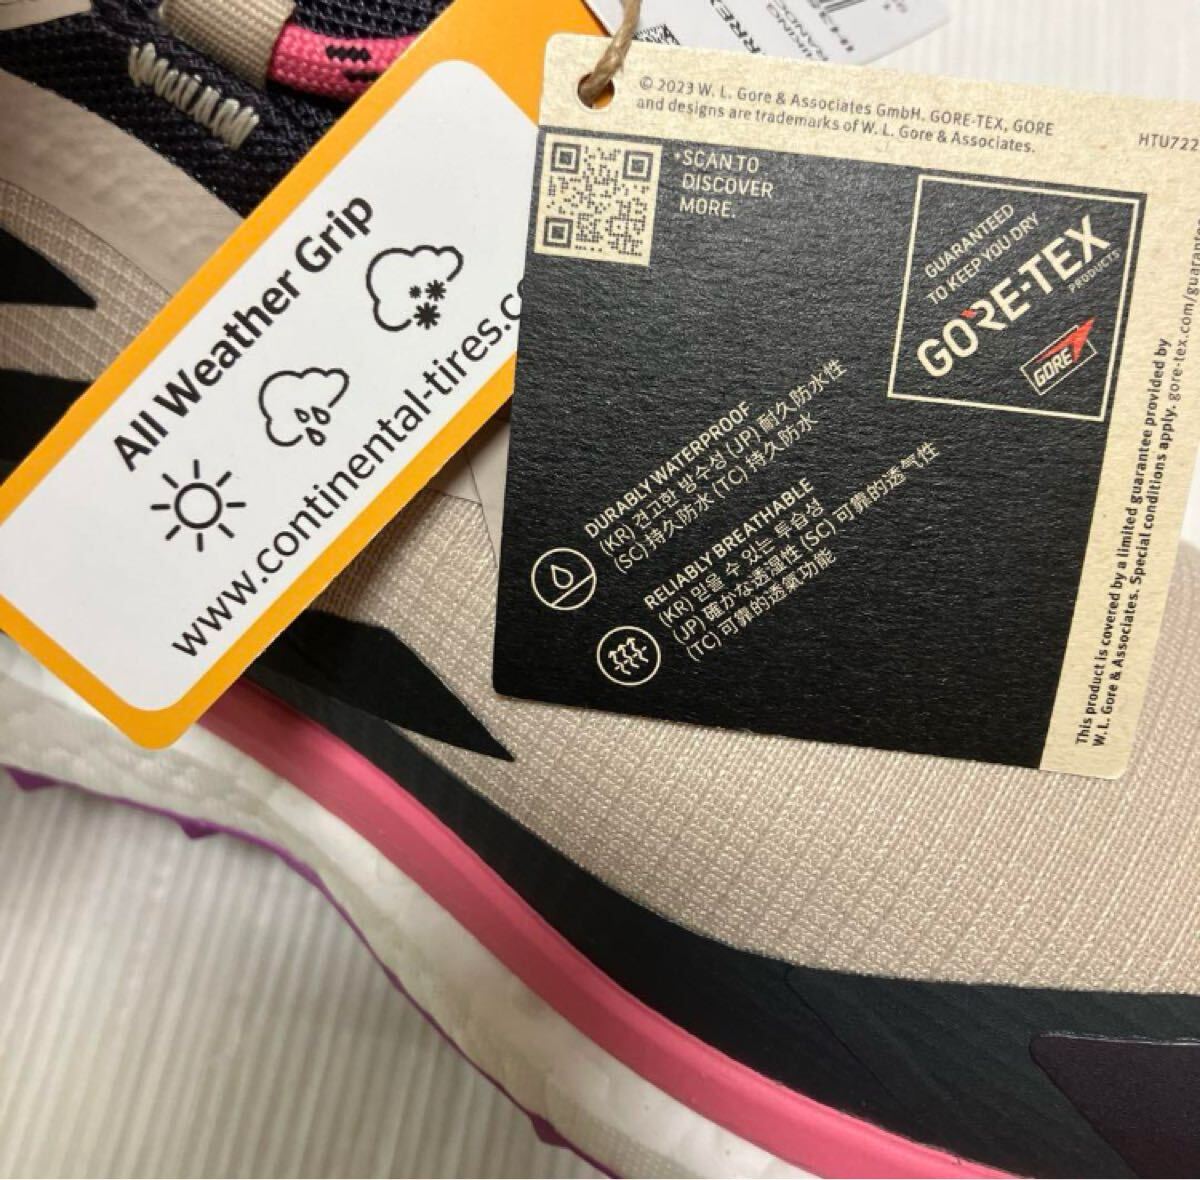 All Weather Grip
www.continental-tires.c
© 2023 W. L. Gore & Associates GmbH. GORE-TEX, GORE
and designs are trademarks of W. L. Gore & Associates.
HTU722
*SCAN TO
DISCOVER
MORE.
GUARANTEED
TO KEEP YOU DRY
GORE-TEX
PRODUCTS
GORE
DURABLY WATERPROOF
(KR) 견고한 방수성 (JP) 耐久防水性
(SC) 持久防水 (TC) 持久防水
RELIABLY BREATHABLE
(KR) 믿을 수 있는 투습성
(JP) 確かな透湿性 (SC) 可靠的透气性
(TC) 可靠的透氣功能
This product is covered by a limited guarantee provided by
W. L. Gore & Associates. Special conditions apply. gore-tex.com/guarantee